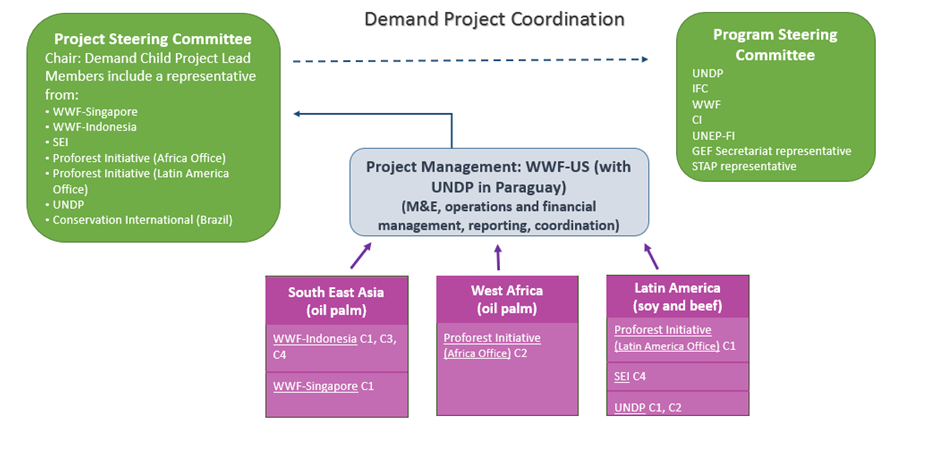 Demand Project Coordination
Project Steering Committee
Chair: Demand Child Project Lead
Members include a representative
from:
• WWF-Singapore
• WWF-Indonesia
• SEI
• Proforest Initiative (Africa Office)
• Proforest Initiative (Latin America
Office)
• UNDP
• Conservation International (Brazil)
Program Steering
Committee
UNDP
IFC
WWF
CI
UNEP-FI
GEF Secretariat representative
STAP representative
Project Management: WWF-US (with
UNDP in Paraguay)
(M&E, operations and financial
management, reporting, coordination)
South East Asia
(oil palm)
WWF-Indonesia C1, C3,
C4
WWF-Singapore C1
West Africa
(oil palm)
Proforest Initiative
(Africa Office) C2
Latin America
(soy and beef)
Proforest Initiative
(Latin America Office) C1
SEI C4
UNDP C1, C2